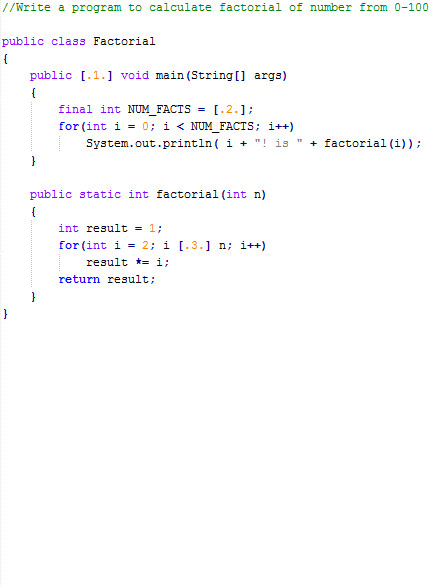 //Write a program to calculate factorial of number from 0-100
public class Factorial
{
public [.1.] void main(String[] args)
{
final int NUM_FACTS = [.2.];
for(int i = 0; i < NUM_FACTS; i++)
System.out.println( i + "! is " + factorial(i));
}
public static int factorial(int n)
{
int result = 1;
for(int i = 2; i [.3.] n; i++)
result *= i;
return result;
}
}